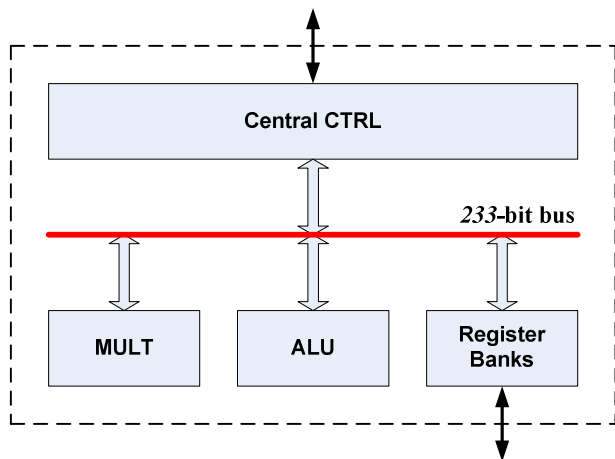 Central CTRL
233-bit bus
MULT
ALU
Register
Banks